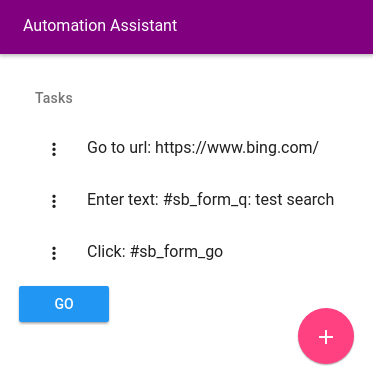 Automation Assistant
Tasks
Go to url: https://www.bing.com/
Enter text: #sb_form_q: test search
Click: #sb_form_go
GO
+